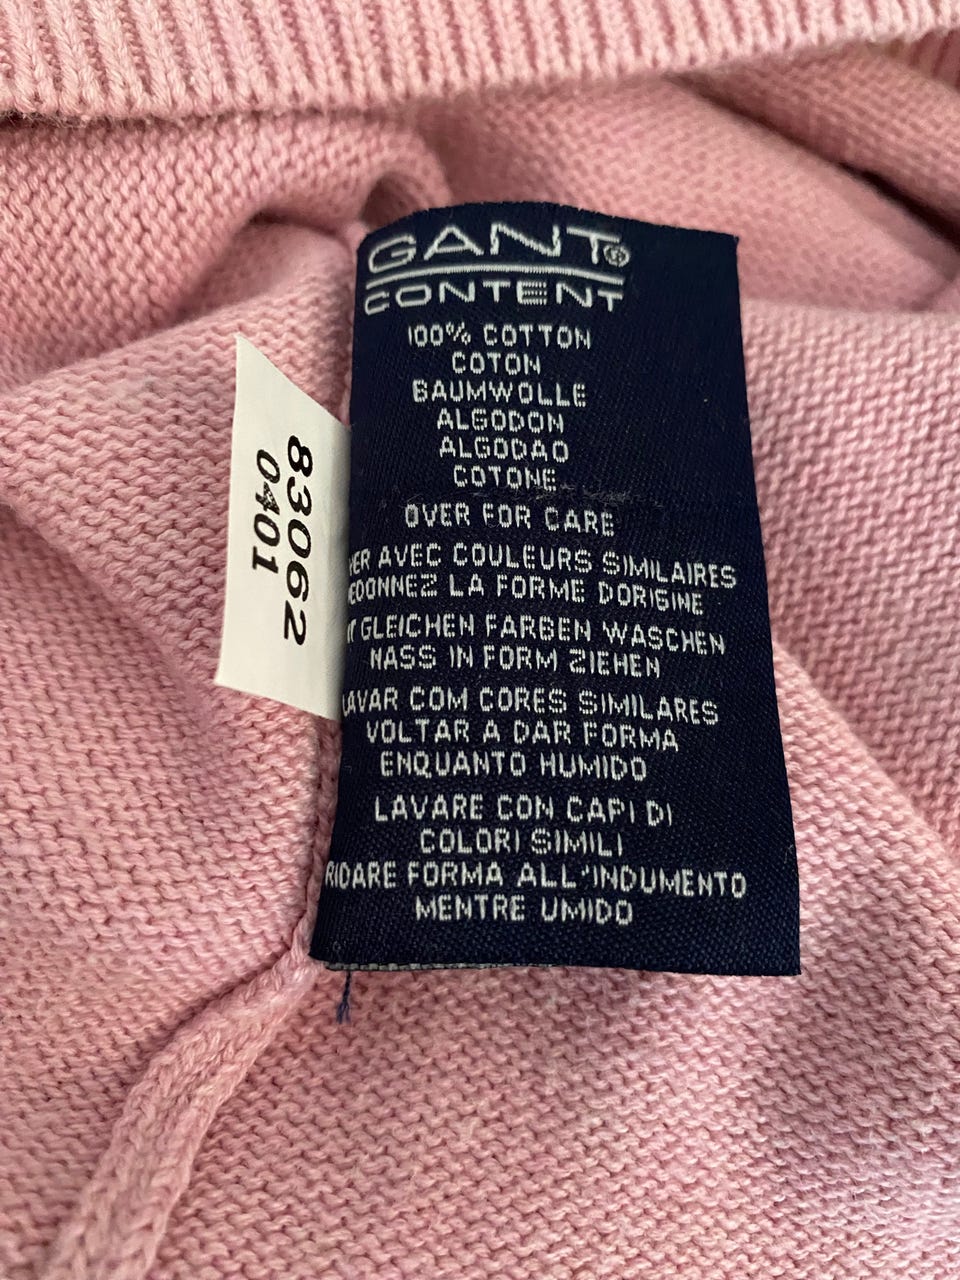 GANT®
CONTENT
100% COTTON
COTON
BAUMWOLLE
ALGODON
ALGODAO
COTONE
OVER FOR CARE
AVEC COULEURS SIMILAIRES
LA FORME DORIGINE
GLEICHEN FARBEN WASCHEN
NASS IN FORM ZIEHEN
LAVAR COM CORES SIMILARES
VOLTAR A DAR FORMA
ENQUANTO HUMIDO
LAVARE CON CAPI DI
COLORI SIMILI
RIDARE FORMA ALL'INDUMENTO
MENTRE UMIDO
83062
0401